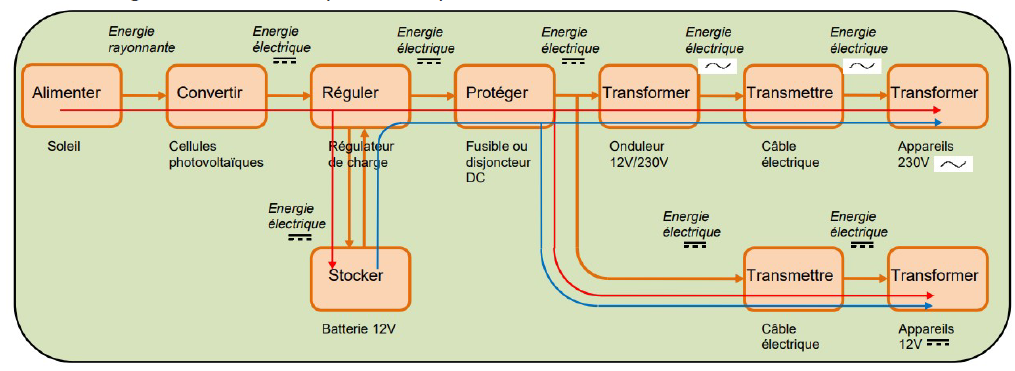 Energie
rayonnante
Energie
électrique
Energie
électrique
Energie
électrique
Energie
électrique
Energie
électrique
Alimenter
Convertir
Réguler
Protéger
Transformer
Transmettre
Transformer
Soleil
Cellules
photovoltaïques
Régulateur
de charge
Fusible ou
disjoncteur
DC
Onduleur
12V/230V
Câble
électrique
Appareils
230V
Energie
électrique
Energie
électrique
Energie
électrique
Stocker
Transmettre
Transformer
Batterie 12V
Câble
électrique
Appareils
12V